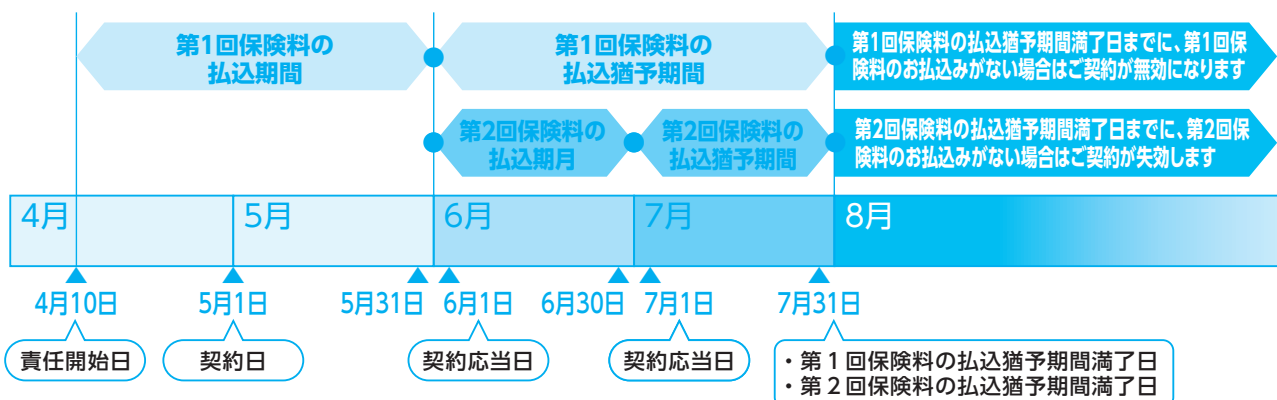 第1回保険料の
払込期間
第1回保険料の
払込猶予期間
第1回保険料の払込猶予期間満了日までに、第1回保
険料のお払込みがない場合はご契約が無効になります
第2回保険料の
払込期月
第2回保険料の
払込猶予期間
第2回保険料の払込猶予期間満了日までに、第2回保
険料のお払込みがない場合はご契約が失効します
4月
5月
6月
7月
8月
4月10日
5月1日
5月31日
6月1日
6月30日
7月1日
7月31日
責任開始日
契約日
契約応当日
契約応当日
・第1回保険料の払込猶予期間満了日
・第2回保険料の払込猶予期間満了日